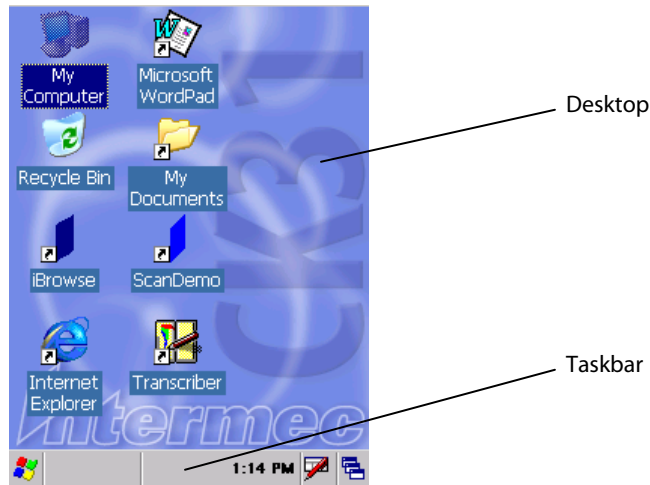 CK31
My
Computer
Microsoft
WordPad
Desktop
Recycle Bin
My
Documents
iBrowse
ScanDemo
Internet
Explorer
Transcriber
Taskbar
Intermec
1:14 PM